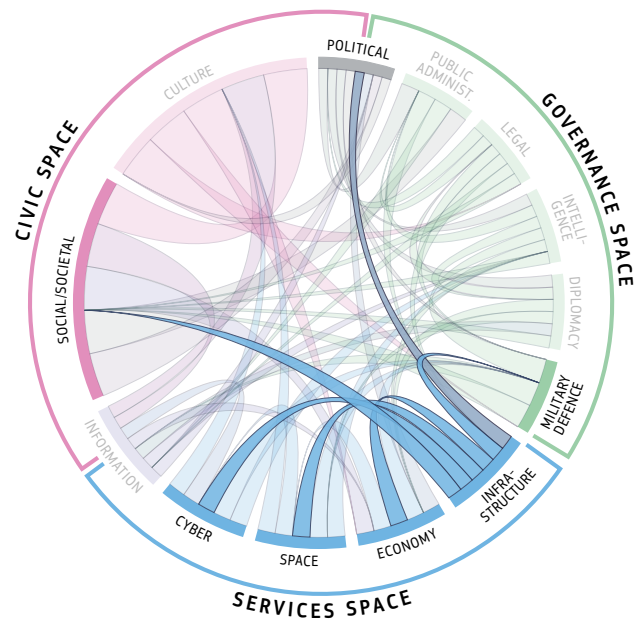 POLITICAL
PUBLIC
ADMINIST.
LEGAL
INTELLI-
GENCE
DIPLOMACY
MILITARY
DEFENCE
INFRA-
STRUCTURE
ECONOMY
SPACE
CYBER
INFORMATION
SOCIAL/SOCIETAL
CULTURE
CIVIC SPACE
GOVERNANCE SPACE
SERVICES SPACE